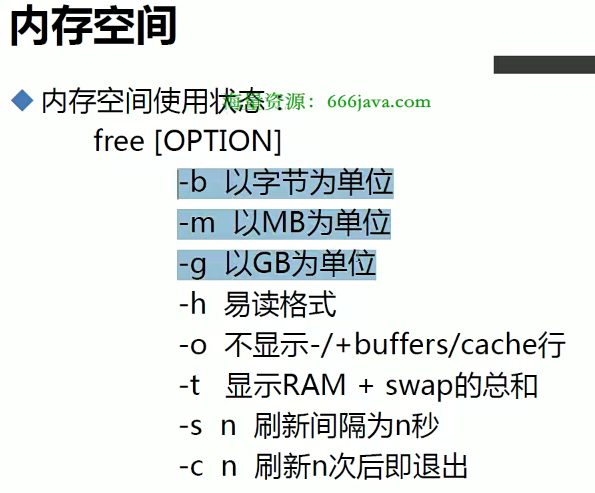 内存空间
内存空间使用状态：
海量资源：666java.com
free [OPTION]
-b 以字节为单位
-m 以MB为单位
-g 以GB为单位
-h 易读格式
-o 不显示-/+buffers/cache行
-t 显示RAM + swap的总和
-s n 刷新间隔为n秒
-c n 刷新n次后即退出